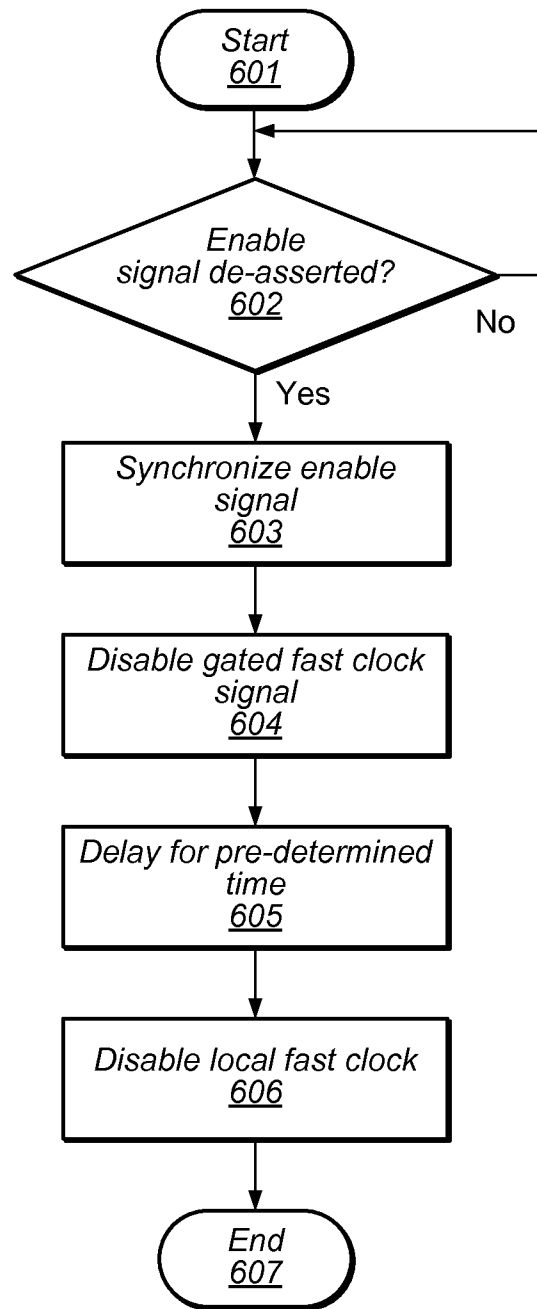 Start
601
Enable
signal de-asserted?
602
No
Yes
Synchronize enable
signal
603
Disable gated fast clock
signal
604
Delay for pre-determined
time
605
Disable local fast clock
606
End
607